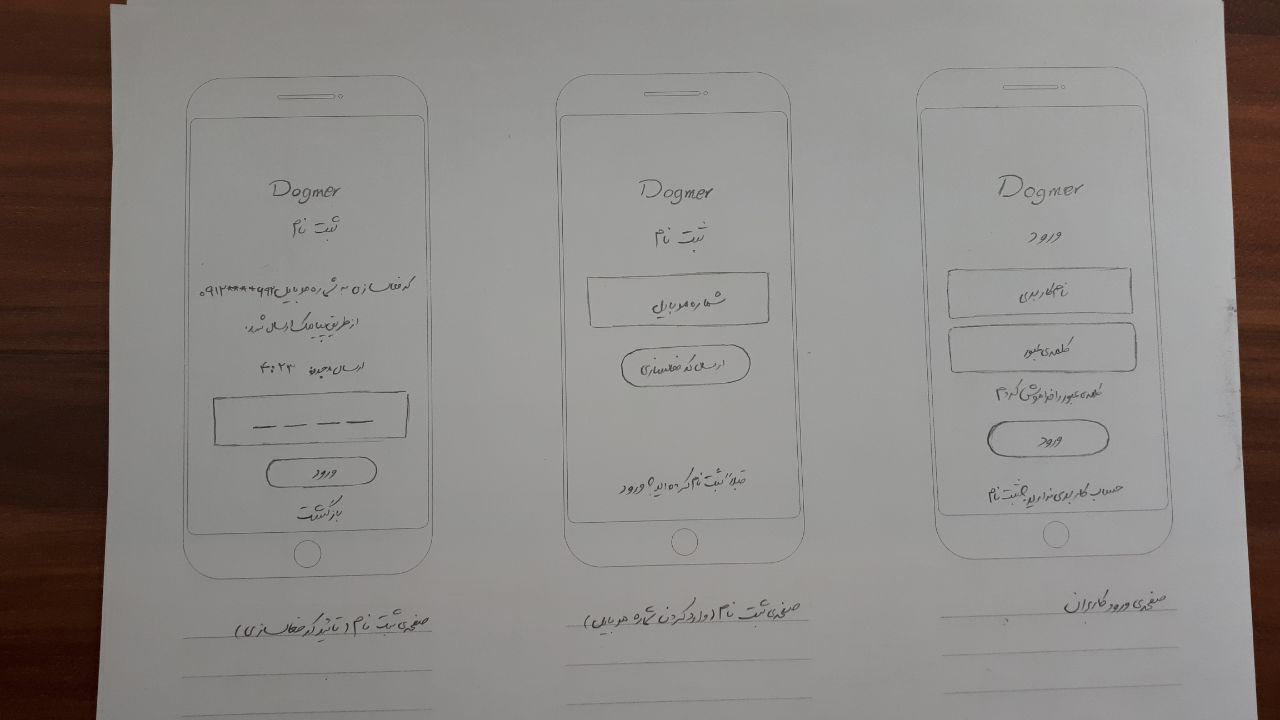 Dogmer
ورود
نام کاربری
کلمه‌ی عبور
کلمه‌ی عبور را فراموش کردم
ورود
حساب کاربری ندارید؟ ثبت نام
صفحه‌ی ورود کاربران
Dogmer
ثبت نام
شماره موبایل
ارسال کد فعالسازی
قبلاً ثبت نام کرده اید؟ ورود
صفحه‌ی ثبت نام (وارد کردن شماره موبایل)
Dogmer
ثبت نام
کد فعالسازی به شماره موبایل ۰۹۱۲****۶۹۲
از طریق پیامک ارسال شد.
ارسال مجدد ۴:۲۳
ورود
بازگشت
صفحه‌ی ثبت نام (تائید کد فعالسازی)